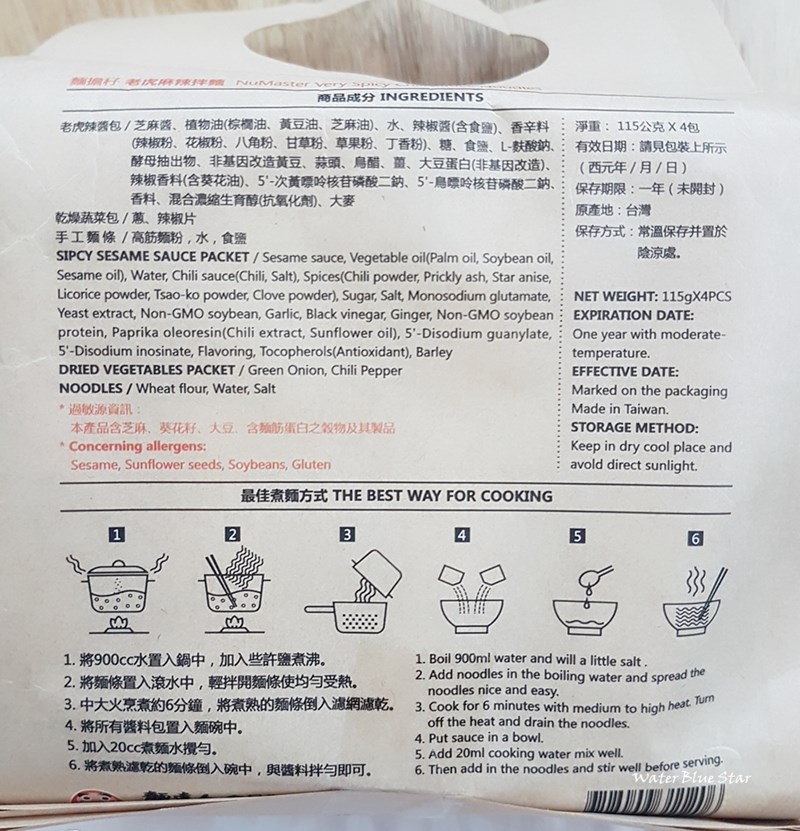 麵搪籽 老虎麻辣拌麵 NuMaster Very Spicy
商品成分 INGREDIENTS
老虎辣醬包 / 芝麻醬、植物油(棕櫚油、黃豆油、芝麻油)、水、辣椒醬(含食鹽)、香辛料
(辣椒粉、花椒粉、八角粉、甘草粉、草果粉、丁香粉)、糖、食鹽、L-麩酸鈉、
酵母抽出物、非基因改造黃豆、蒜頭、烏醋、薑、大豆蛋白(非基因改造)、
辣椒香料(含葵花油)、5'-次黃嘌呤核苷磷酸二鈉、5'-鳥嘌呤核苷磷酸二鈉、
香料、混合濃縮生育醇(抗氧化劑)、大麥
乾燥蔬菜包 / 蔥、辣椒片
手工麵條 / 高筋麵粉，水，食鹽
SIPCY SESAME SAUCE PACKET / Sesame sauce, Vegetable oil(Palm oil, Soybean oil,
Sesame oil), Water, Chili sauce(Chili, Salt), Spices(Chili powder, Prickly ash, Star anise,
Licorice powder, Tsao-ko powder, Clove powder), Sugar, Salt, Monosodium glutamate,
Yeast extract, Non-GMO soybean, Garlic, Black vinegar, Ginger, Non-GMO soybean
protein, Paprika oleoresin(Chili extract, Sunflower oil), 5'-Disodium guanylate,
5'-Disodium inosinate, Flavoring, Tocopherols(Antioxidant), Barley
DRIED VEGETABLES PACKET / Green Onion, Chili Pepper
NOODLES / Wheat flour, Water, Salt
* 過敏源資訊：
本產品含芝麻、葵花籽、大豆、含麵筋蛋白之穀物及其製品
* Concerning allergens:
Sesame, Sunflower seeds, Soybeans, Gluten
淨重： 115公克 X 4包
有效日期：請見包裝上所示
（西元年 / 月 / 日）
保存期限：一年（未開封）
原產地：台灣
保存方式：常溫保存并置於
陰涼處。
NET WEIGHT: 115gX4PCS
EXPIRATION DATE:
One year with moderate-
temperature.
EFFECTIVE DATE:
Marked on the packaging
Made in Taiwan.
STORAGE METHOD:
Keep in dry cool place and
avoid direct sunlight.
最佳煮麵方式 THE BEST WAY FOR COOKING
1 2 3 4 5 6
1. 將900cc水置入鍋中，加入些許鹽煮沸。
2. 將麵條置入滾水中，輕拌開麵條使均勻受熱。
3. 中大火烹煮約6分鐘，將煮熟的麵條倒入濾網濾乾。
4. 將所有醬料包置入麵碗中。
5. 加入20cc煮麵水攪勻。
6. 將煮熟濾乾的麵條倒入碗中，與醬料拌勻即可。
1. Boil 900ml water and will a little salt .
2. Add noodles in the boiling water and spread the
noodles nice and easy.
3. Cook for 6 minutes with medium to high heat. Turn
off the heat and drain the noodles.
4. Put sauce in a bowl.
5. Add 20ml cooking water mix well.
6. Then add in the noodles and stir well before serving.
Water Blue Star